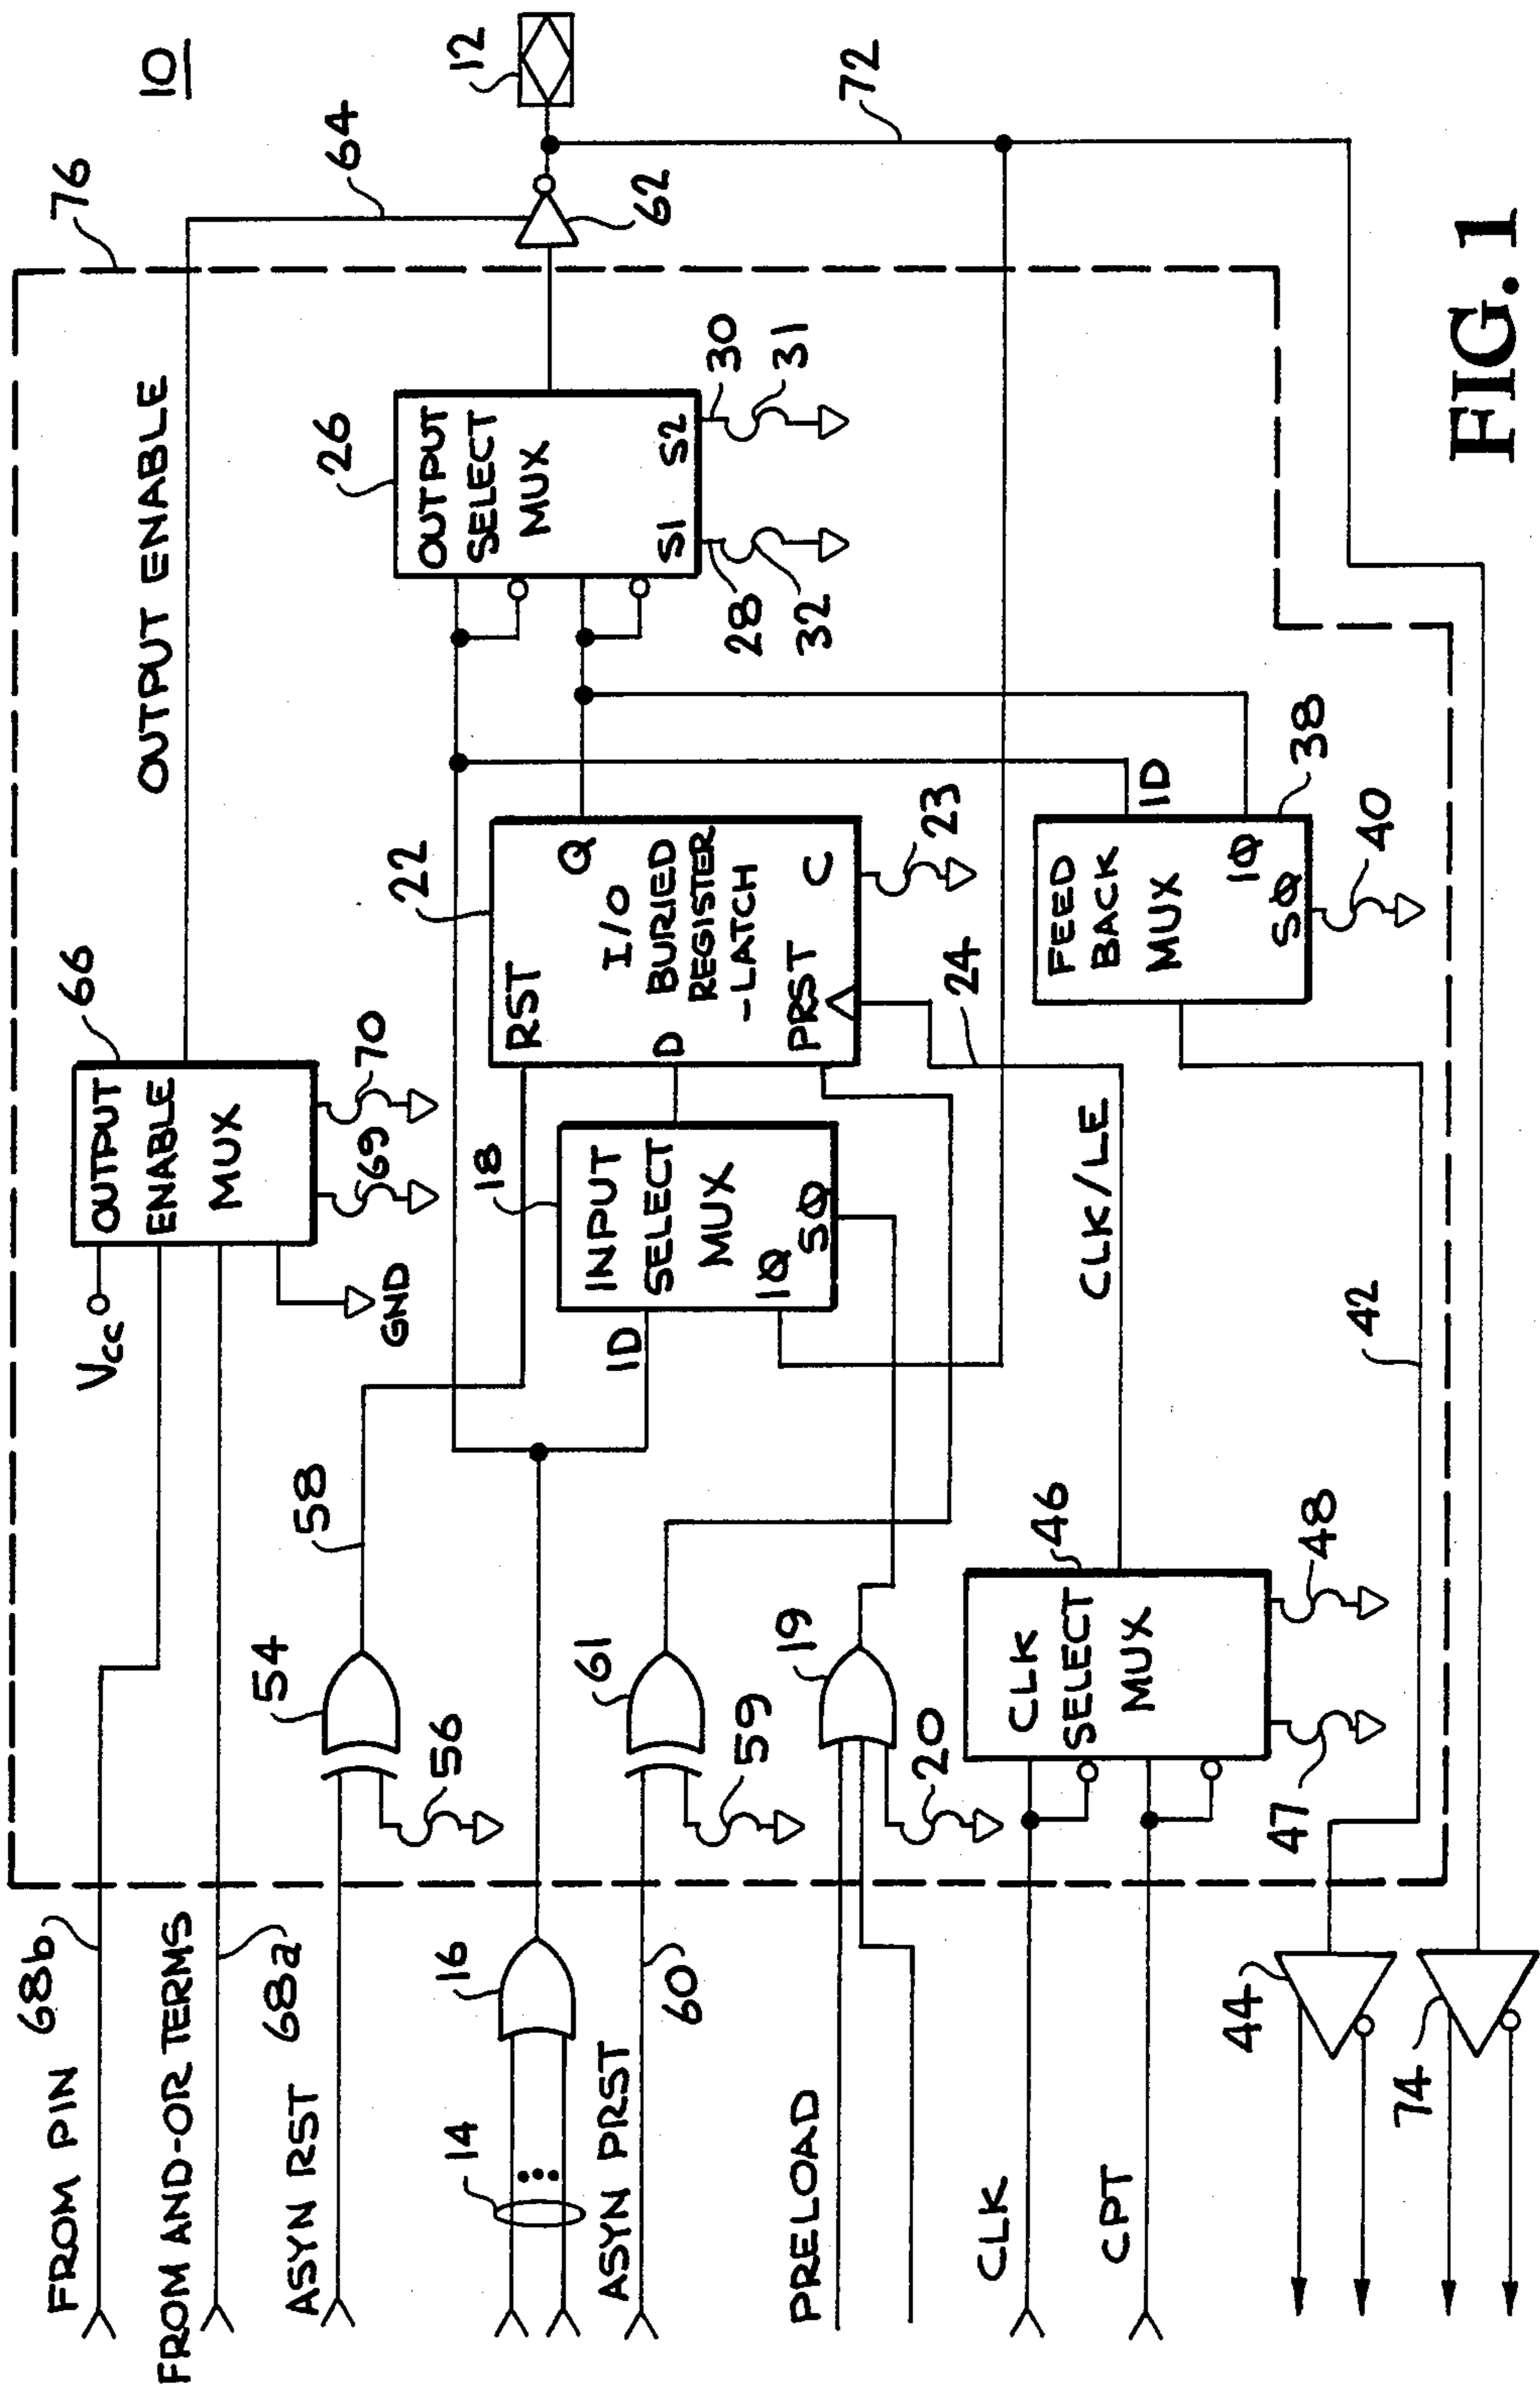 10
76
FROM PIN 68b
FROM AND-OR TERMS
68a
VCC
GND
OUTPUT
ENABLE
MUX
66
69
70
OUTPUT ENABLE
64
12
62
72
ASYN RST
54
56
58
14
16
ASYN PRST
60
61
59
PRELOAD
19
20
1D
18
INPUT
SELECT
MUX
1Ø
SØ
22
RST
D
PRST
Q
I/O
BURIED
REGISTER
-LATCH
C
23
24
26
OUTPUT
SELECT
MUX
S1
S2
28
32
30
31
CLK
CPT
46
CLK
SELECT
MUX
47
48
CLK/LE
FEED
BACK
MUX
1D
1Ø
SØ
38
40
42
44
74
FIG. 1